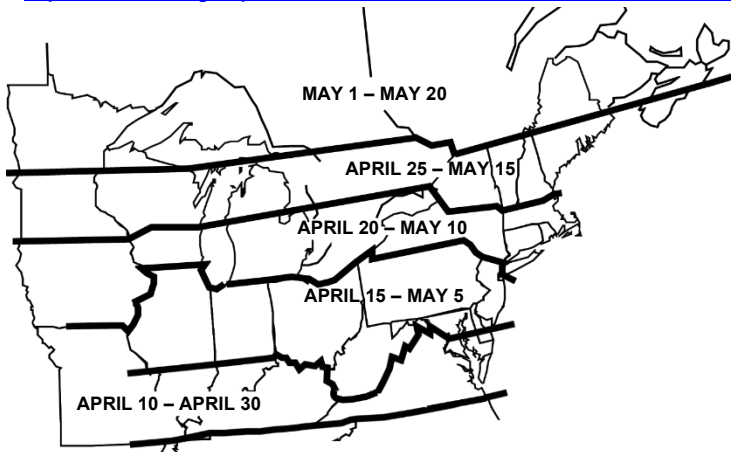 MAY 1 – MAY 20
APRIL 25 – MAY 15
APRIL 20 – MAY 10
APRIL 15 – MAY 5
APRIL 10 – APRIL 30